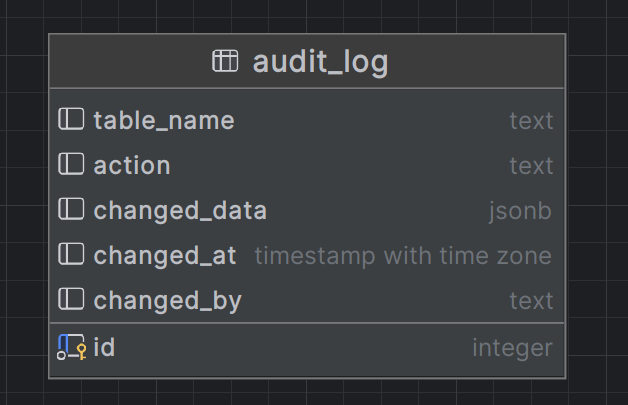 audit_log
table_name text
action text
changed_data jsonb
changed_at timestamp with time zone
changed_by text
id integer